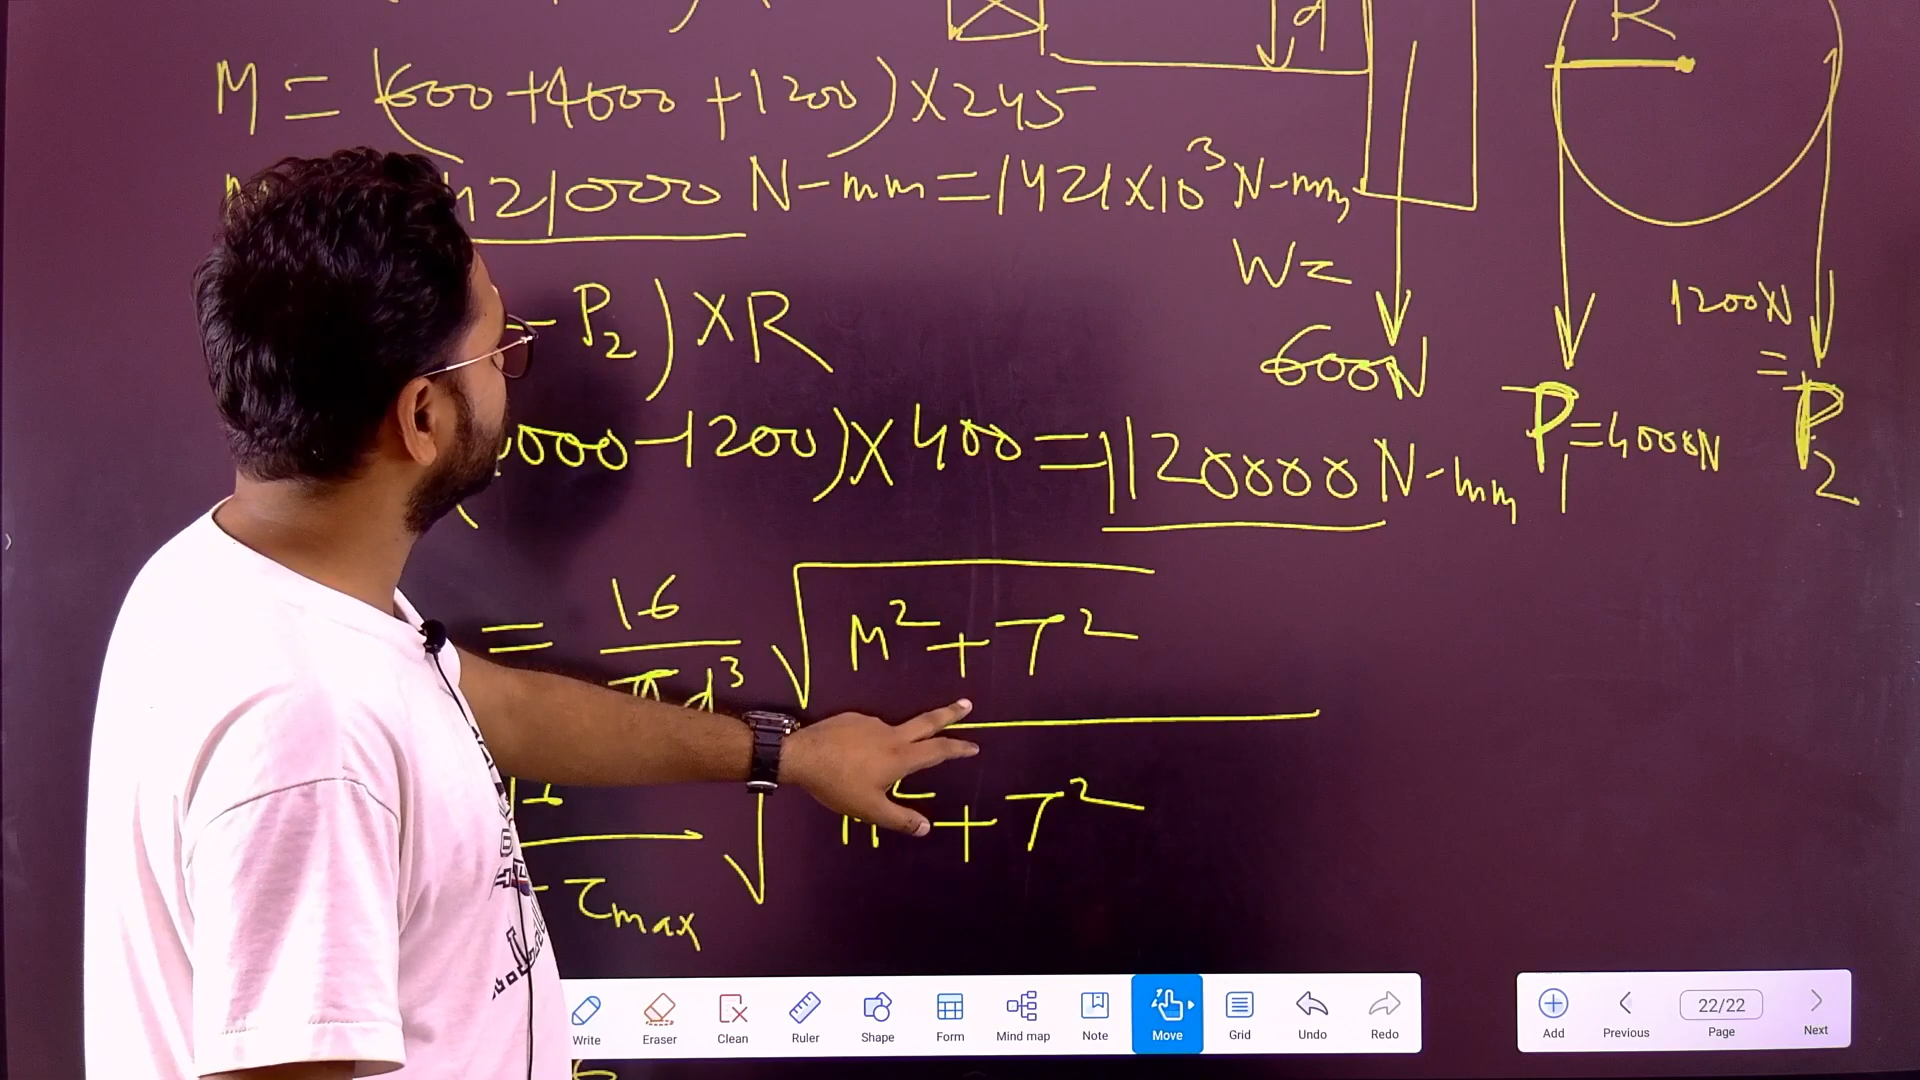 d
R
M = (600 + 4000 + 1200) × 245
21000 N-mm = 1421 × 10³ N-mm
W =
600N
- P₂) × R
1200N
= P₂
P₁ = 4000N
000 - 1200) × 400 = 1120000 N-mm
= 16 / π d³ √ M² + T²
√ M² + T²
τmax
Write
Eraser
Clean
Ruler
Shape
Form
Mind map
Note
Move
Grid
Undo
Redo
Add
Previous
22/22
Page
Next